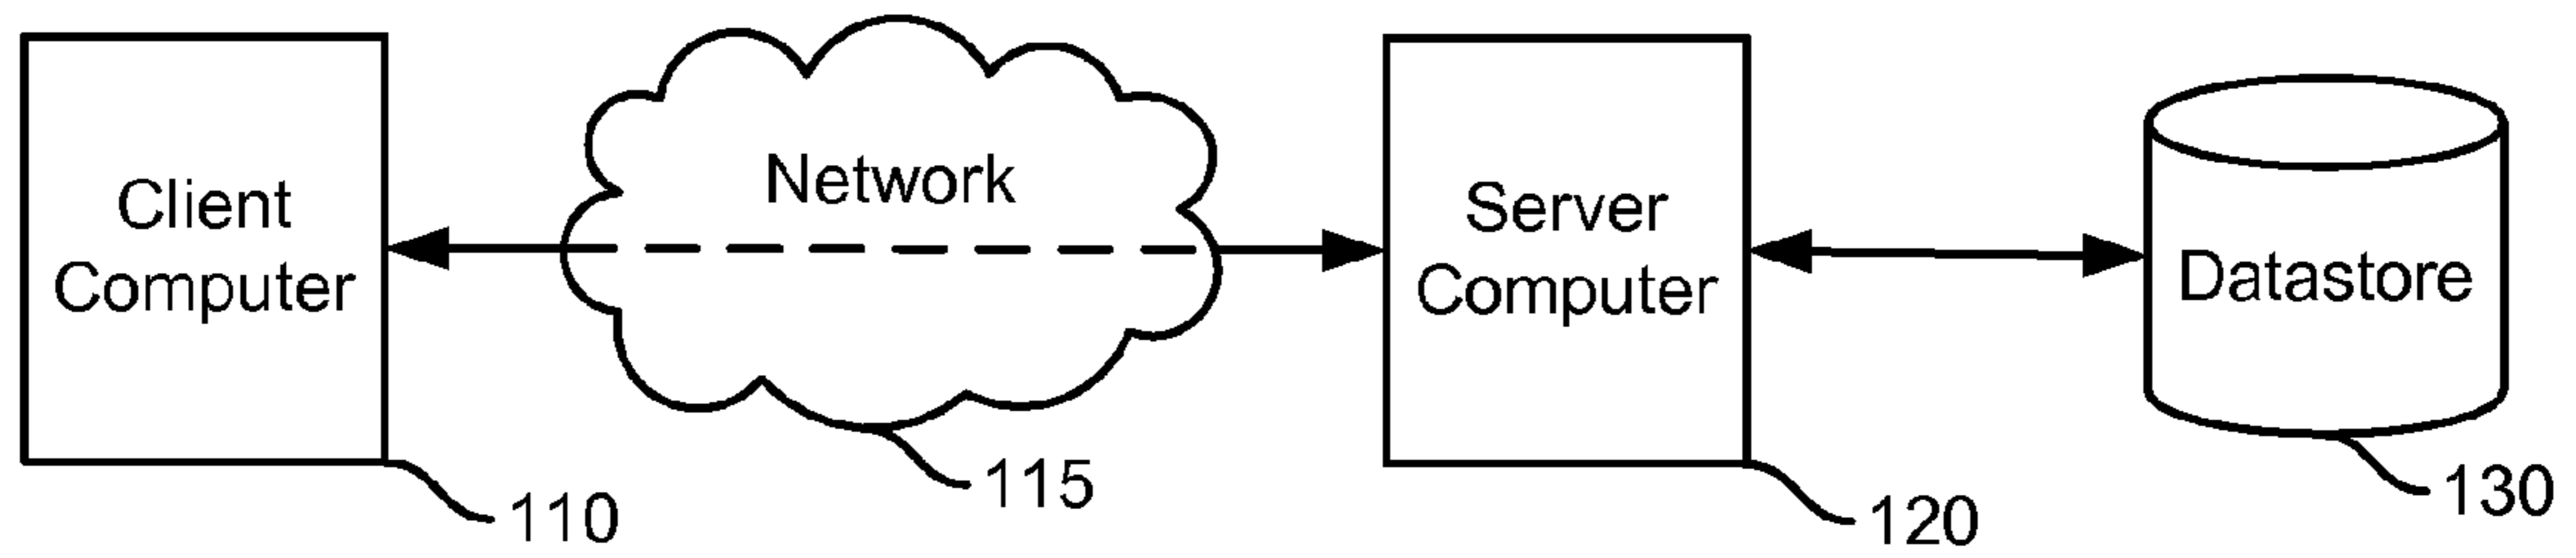 Client
Computer
110
Network
115
Server
Computer
120
Datastore
130